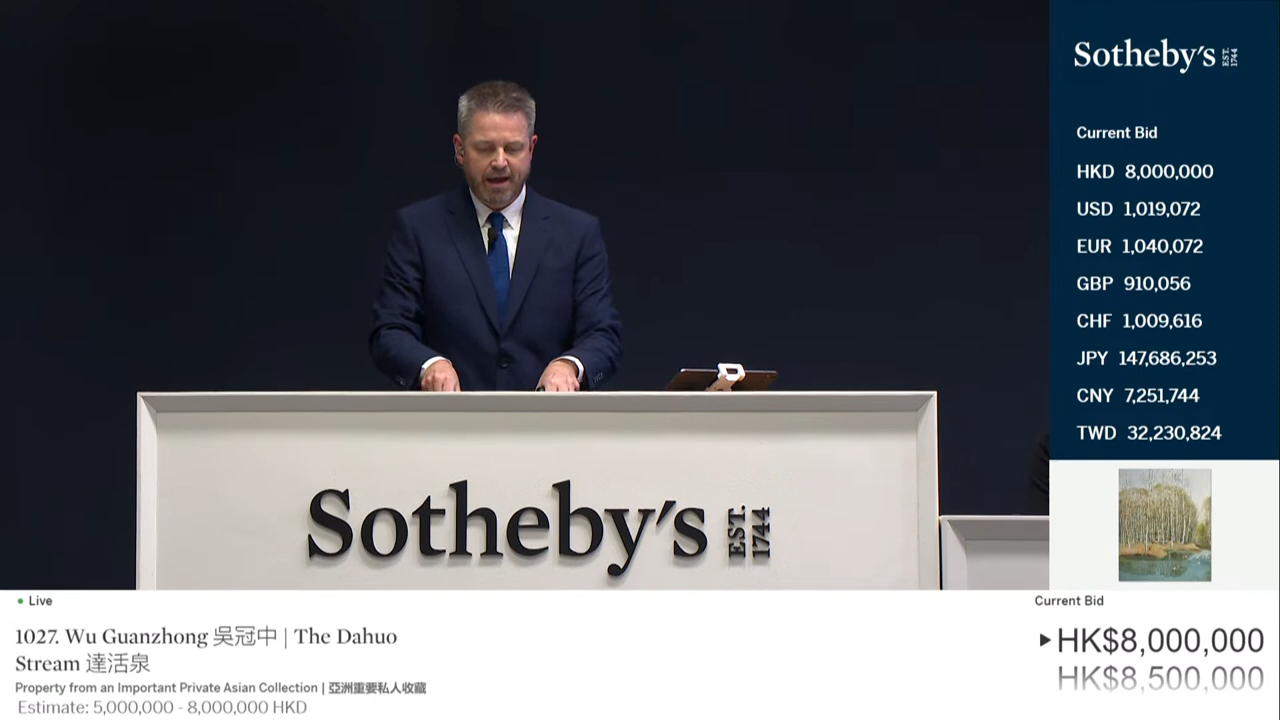 Sotheby's EST. 1744
Current Bid
HKD 8,000,000
USD 1,019,072
EUR 1,040,072
GBP 910,056
CHF 1,009,616
JPY 147,686,253
CNY 7,251,744
TWD 32,230,824
Sotheby's EST. 1744
Live
1027. Wu Guanzhong 吳冠中 | The Dahuo
Stream 達活泉
Property from an Important Private Asian Collection | 亞洲重要私人收藏
Estimate: 5,000,000 - 8,000,000 HKD
Current Bid
HK$8,000,000
HK$8,500,000